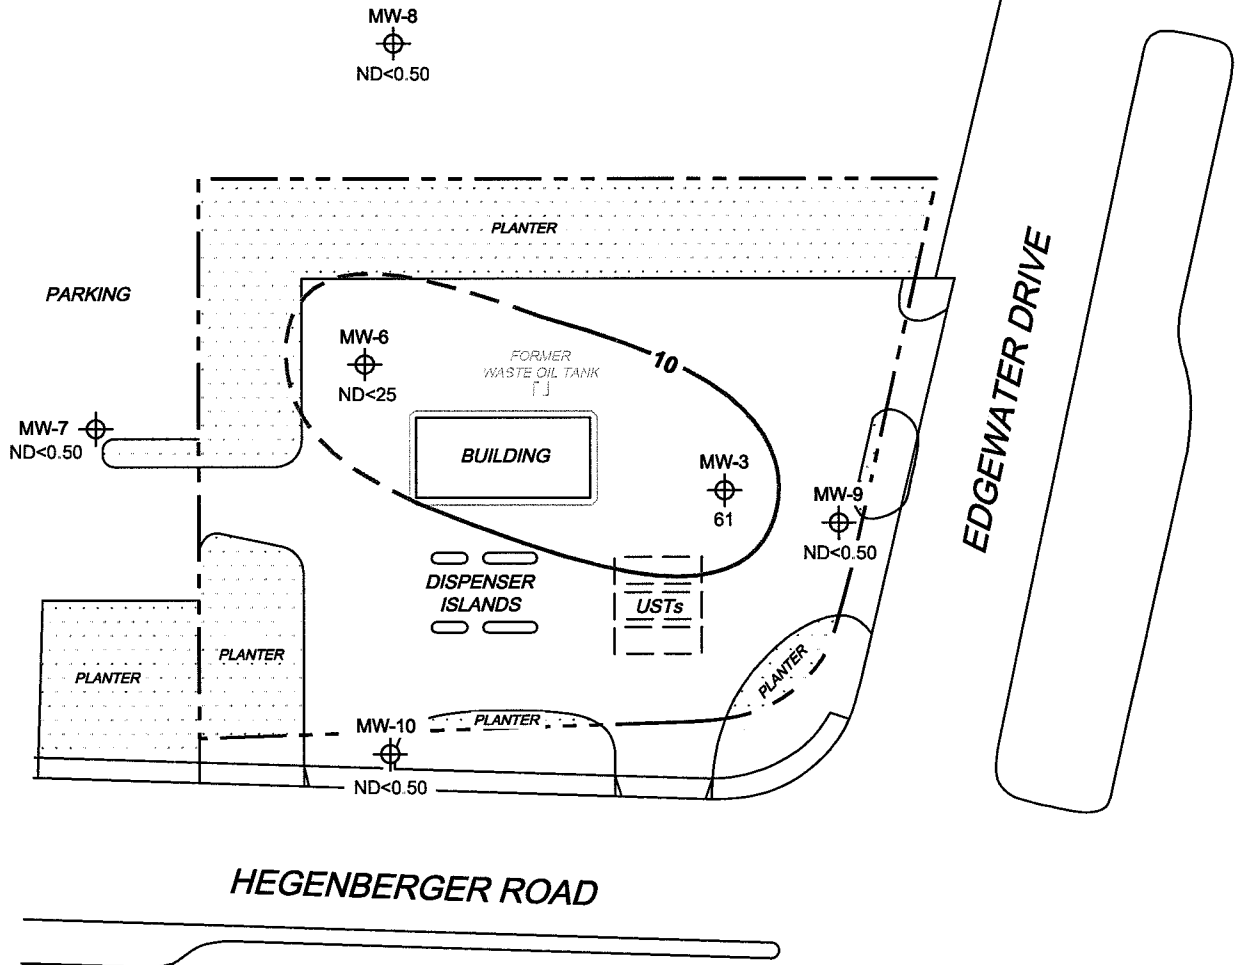 MW-8
ND<0.50
PLANTER
PARKING
EDGEWATER DRIVE
MW-6
ND<25
FORMER
WASTE OIL TANK
10
MW-7
ND<0.50
BUILDING
MW-3
61
MW-9
ND<0.50
DISPENSER
ISLANDS
USTs
PLANTER
PLANTER
PLANTER
PLANTER
MW-10
ND<0.50
HEGENBERGER ROAD